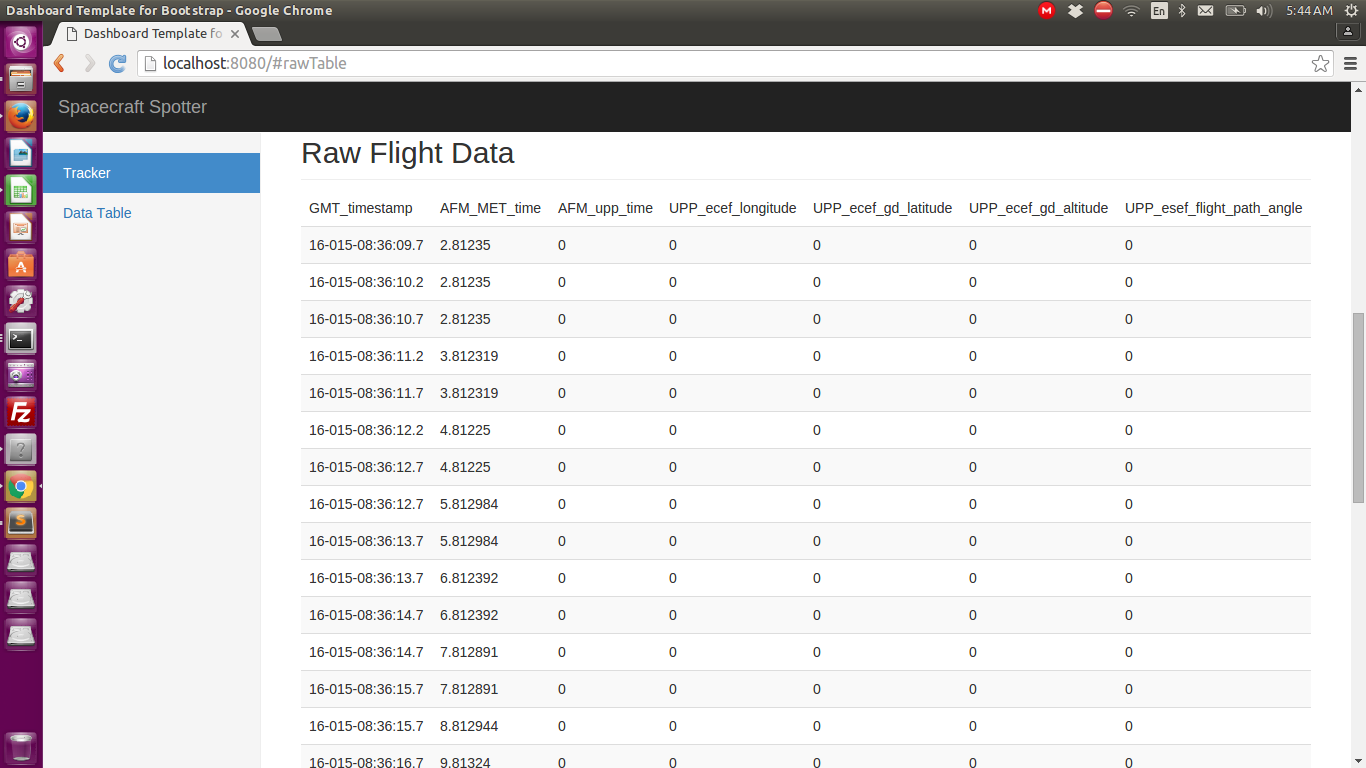 Dashboard Template for Bootstrap - Google Chrome
M
En
5:44 AM
Dashboard Template fo
localhost:8080/#rawTable
Spacecraft Spotter
Tracker
Data Table
Raw Flight Data
GMT_timestamp AFM_MET_time AFM_upp_time UPP_ecef_longitude UPP_ecef_gd_latitude UPP_ecef_gd_altitude UPP_esef_flight_path_angle
16-015-08:36:09.7 2.81235 0 0 0 0 0
16-015-08:36:10.2 2.81235 0 0 0 0 0
16-015-08:36:10.7 2.81235 0 0 0 0 0
16-015-08:36:11.2 3.812319 0 0 0 0 0
16-015-08:36:11.7 3.812319 0 0 0 0 0
16-015-08:36:12.2 4.81225 0 0 0 0 0
16-015-08:36:12.7 4.81225 0 0 0 0 0
16-015-08:36:12.7 5.812984 0 0 0 0 0
16-015-08:36:13.7 5.812984 0 0 0 0 0
16-015-08:36:13.7 6.812392 0 0 0 0 0
16-015-08:36:14.7 6.812392 0 0 0 0 0
16-015-08:36:14.7 7.812891 0 0 0 0 0
16-015-08:36:15.7 7.812891 0 0 0 0 0
16-015-08:36:15.7 8.812944 0 0 0 0 0
16-015-08:36:16.7 9.81324 0 0 0 0 0
A
Fz
?
S